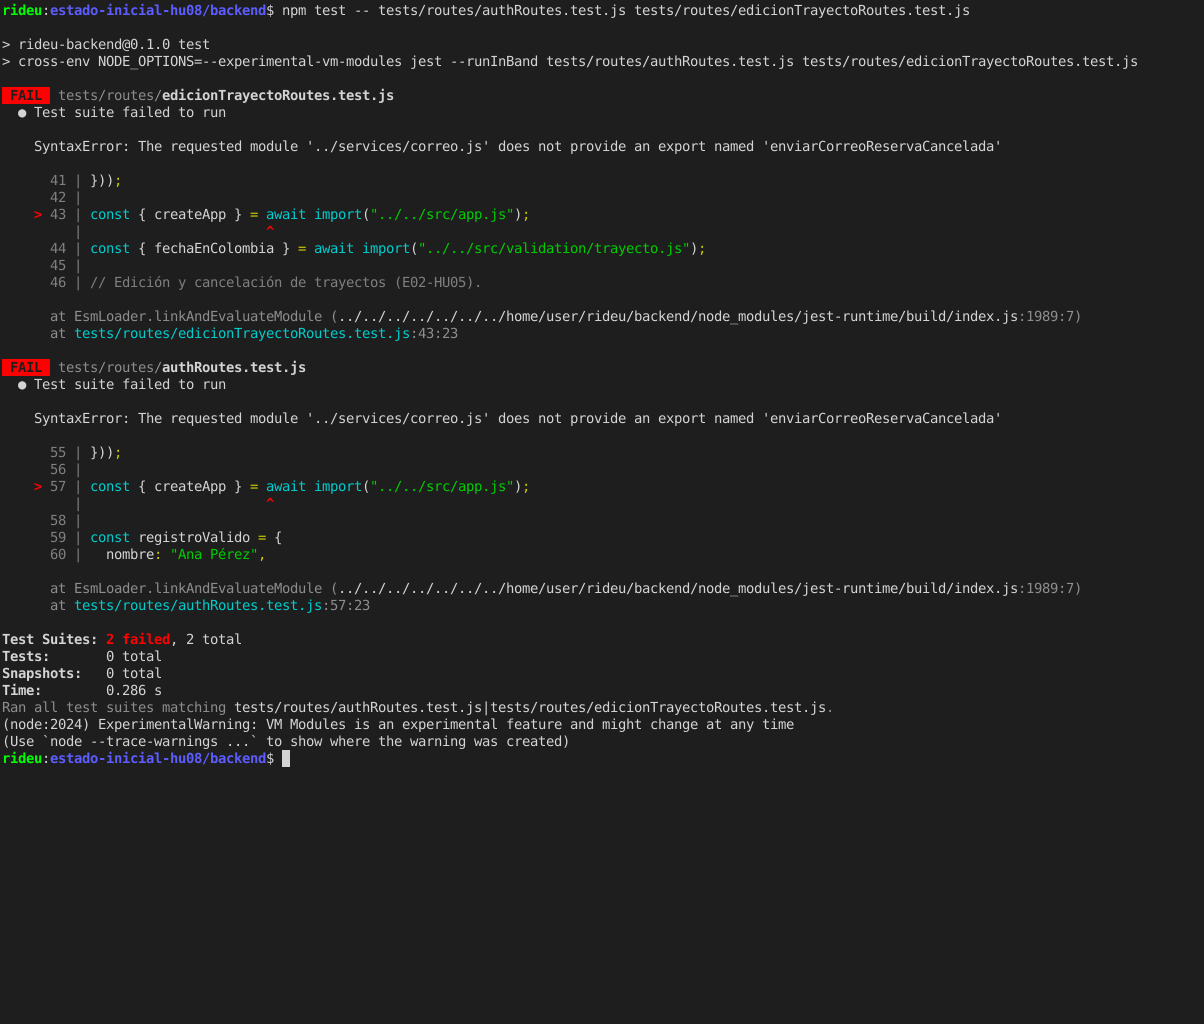 rideu:estado-inicial-hu08/backend$ npm test -- tests/routes/authRoutes.test.js tests/routes/edicionTrayectoRoutes.test.js

> rideu-backend@0.1.0 test
> cross-env NODE_OPTIONS=--experimental-vm-modules jest --runInBand tests/routes/authRoutes.test.js tests/routes/edicionTrayectoRoutes.test.js

FAIL tests/routes/edicionTrayectoRoutes.test.js
  ● Test suite failed to run

    SyntaxError: The requested module '../services/correo.js' does not provide an export named 'enviarCorreoReservaCancelada'

      41 | }));
      42 |
    > 43 | const { createApp } = await import("../../src/app.js");
         |                       ^
      44 | const { fechaEnColombia } = await import("../../src/validation/trayecto.js");
      45 |
      46 | // Edición y cancelación de trayectos (E02-HU05).

      at EsmLoader.linkAndEvaluateModule (../../../../../../../home/user/rideu/backend/node_modules/jest-runtime/build/index.js:1989:7)
      at tests/routes/edicionTrayectoRoutes.test.js:43:23

FAIL tests/routes/authRoutes.test.js
  ● Test suite failed to run

    SyntaxError: The requested module '../services/correo.js' does not provide an export named 'enviarCorreoReservaCancelada'

      55 | }));
      56 |
    > 57 | const { createApp } = await import("../../src/app.js");
         |                       ^
      58 |
      59 | const registroValido = {
      60 |   nombre: "Ana Pérez",

      at EsmLoader.linkAndEvaluateModule (../../../../../../../home/user/rideu/backend/node_modules/jest-runtime/build/index.js:1989:7)
      at tests/routes/authRoutes.test.js:57:23

Test Suites: 2 failed, 2 total
Tests:       0 total
Snapshots:   0 total
Time:        0.286 s
Ran all test suites matching tests/routes/authRoutes.test.js|tests/routes/edicionTrayectoRoutes.test.js.
(node:2024) ExperimentalWarning: VM Modules is an experimental feature and might change at any time
(Use `node --trace-warnings ...` to show where the warning was created)
rideu:estado-inicial-hu08/backend$